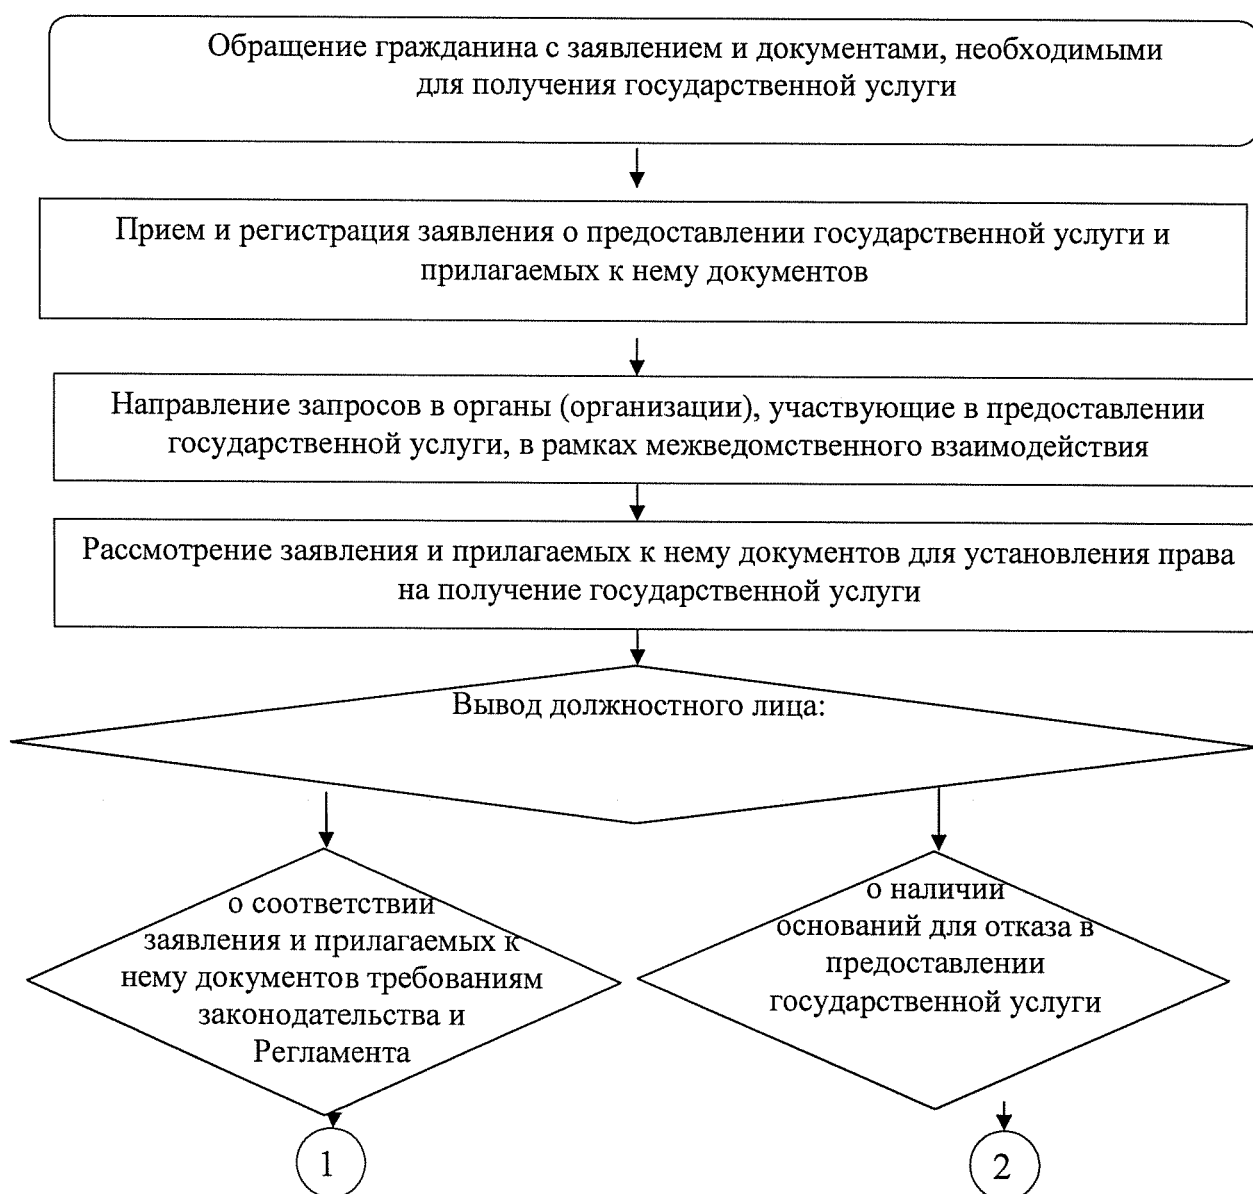 Обращение гражданина с заявлением и документами, необходимыми
для получения государственной услуги
Прием и регистрация заявления о предоставлении государственной услуги и
прилагаемых к нему документов
Направление запросов в органы (организации), участвующие в предоставлении
государственной услуги, в рамках межведомственного взаимодействия
Рассмотрение заявления и прилагаемых к нему документов для установления права
на получение государственной услуги
Вывод должностного лица:
о соответствии
заявления и прилагаемых к
нему документов требованиям
законодательства и
Регламента
о наличии
оснований для отказа в
предоставлении
государственной услуги
1
2